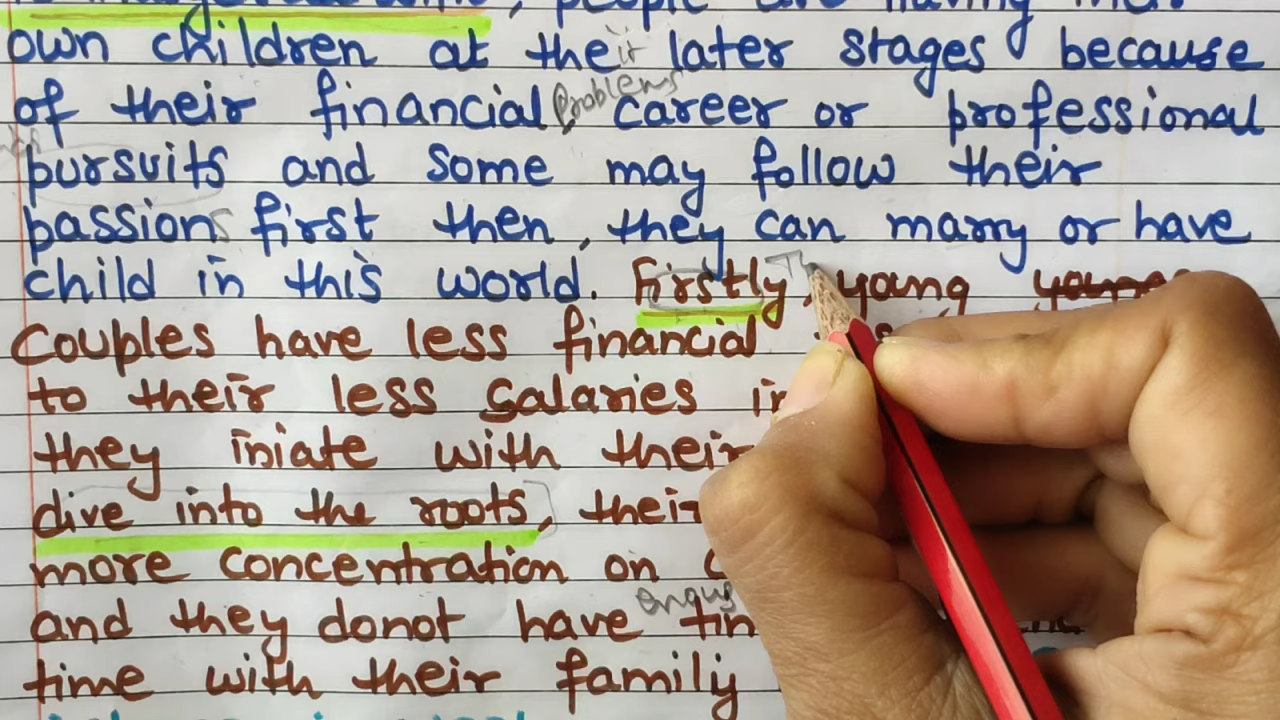 own children at their later stages because
of their financial problems, career or professional
pursuits and some may follow their
passions first then, they can marry or have
child in this world. Firstly, young
couples have less financial
to their less salaries
they iniate with their
dive into the roots, their
more concentration on
and they donot have
time with their family